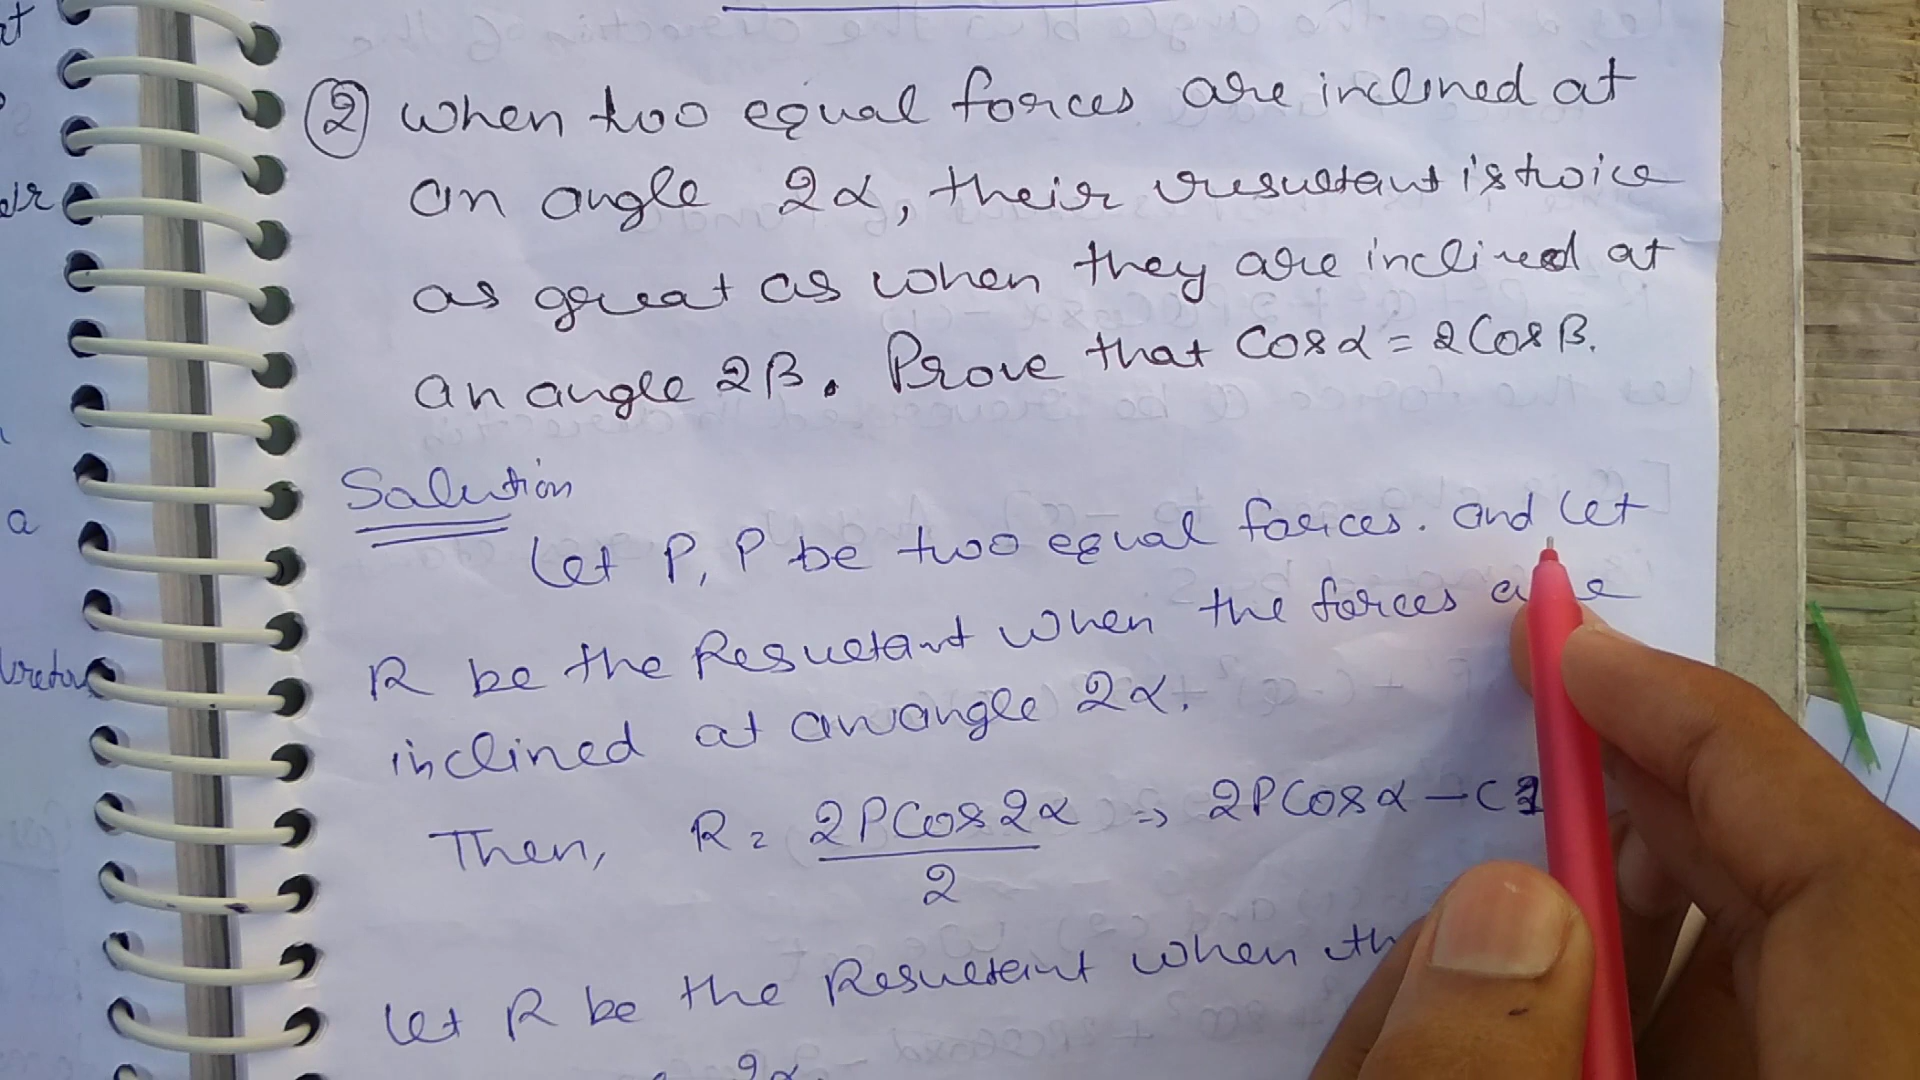 ② When two equal forces are inclined at
an angle 2α, their resultant is twice
as great as when they are inclined at
an angle 2β. Prove that Cosα = 2Cosβ.
Solution
Let P, P be two equal forces. and let
R be the Resultant when the forces are
inclined at an angle 2α.
Then, R = 2PCos2α/2 => 2PCosα —
Let R be the Resultant when
2α
a